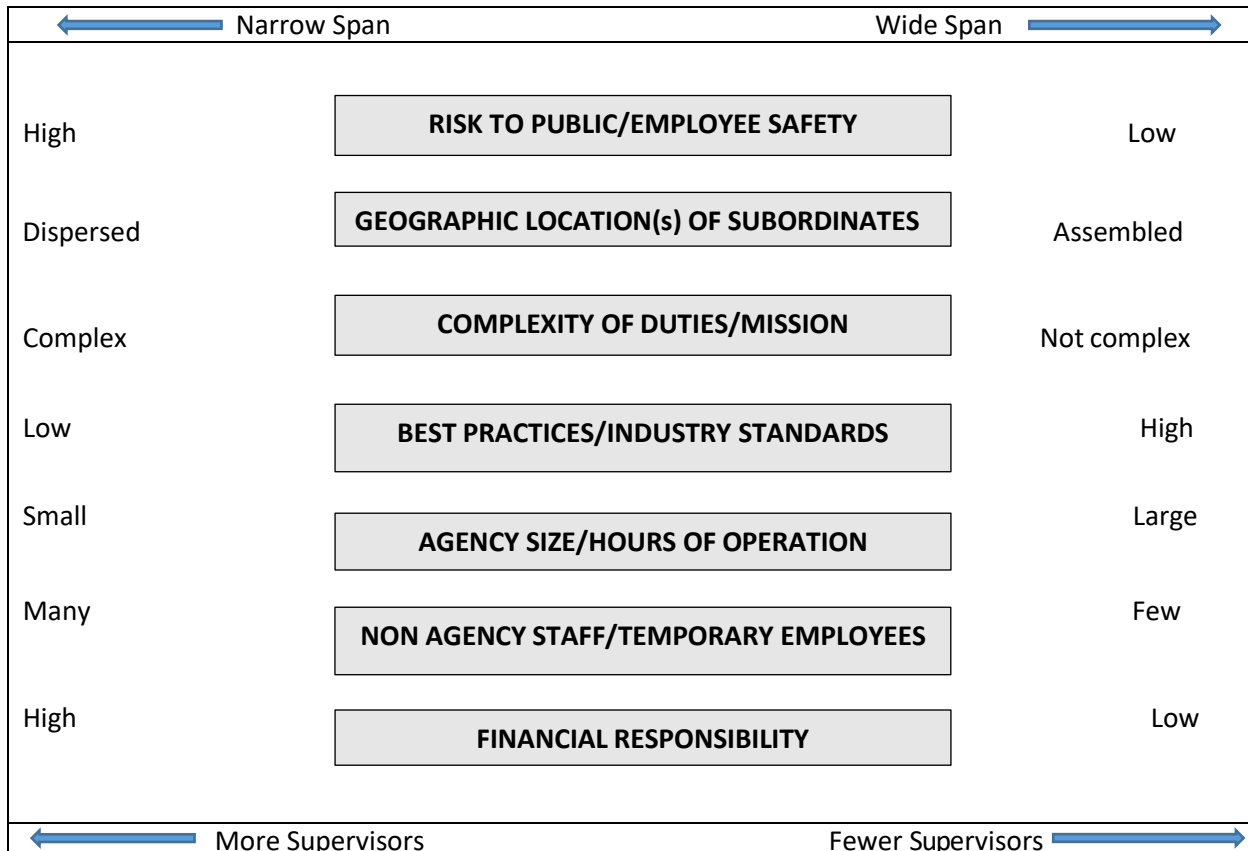 Narrow Span Wide Span
High RISK TO PUBLIC/EMPLOYEE SAFETY Low
Dispersed GEOGRAPHIC LOCATION(s) OF SUBORDINATES Assembled
Complex COMPLEXITY OF DUTIES/MISSION Not complex
Low BEST PRACTICES/INDUSTRY STANDARDS High
Small AGENCY SIZE/HOURS OF OPERATION Large
Many NON AGENCY STAFF/TEMPORARY EMPLOYEES Few
High FINANCIAL RESPONSIBILITY Low
More Supervisors Fewer Supervisors